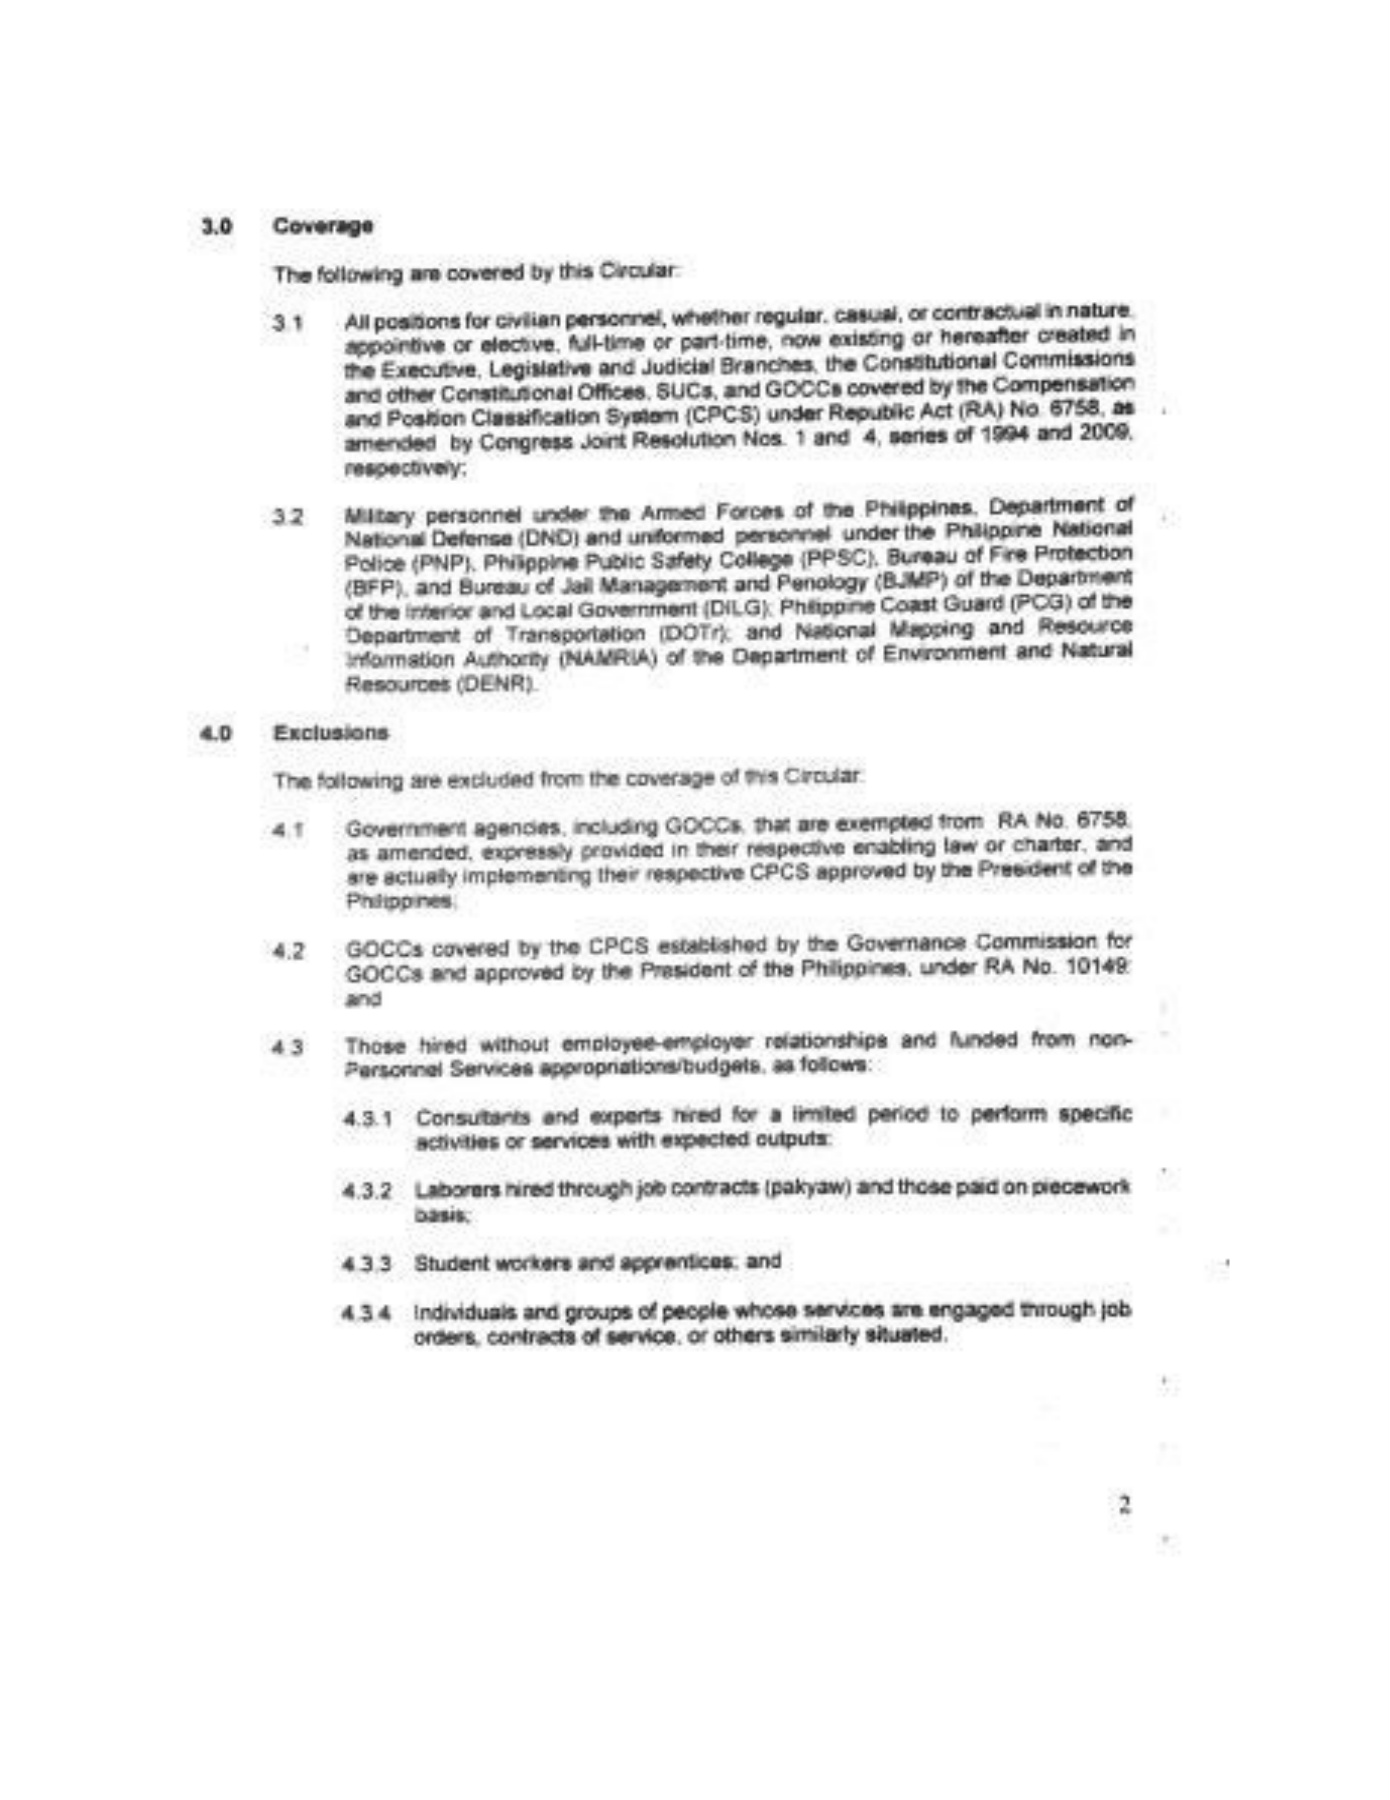 3.0 Coverage
The following are covered by this Circular:
3.1 All positions for civilian personnel, whether regular, casual, or contractual in nature,
appointive or elective, full-time or part-time, now existing or hereafter created in
the Executive, Legislative and Judicial Branches, the Constitutional Commissions
and other Constitutional Offices, SUCs, and GOCCs covered by the Compensation
and Position Classification System (CPCS) under Republic Act (RA) No. 6758, as
amended by Congress Joint Resolution Nos. 1 and 4, series of 1994 and 2009,
respectively;
3.2 Military personnel under the Armed Forces of the Philippines, Department of
National Defense (DND) and uniformed personnel under the Philippine National
Police (PNP), Philippine Public Safety College (PPSC), Bureau of Fire Protection
(BFP), and Bureau of Jail Management and Penology (BJMP) of the Department
of the Interior and Local Government (DILG); Philippine Coast Guard (PCG) of the
Department of Transportation (DOTr); and National Mapping and Resource
Information Authority (NAMRIA) of the Department of Environment and Natural
Resources (DENR).
4.0 Exclusions
The following are excluded from the coverage of this Circular:
4.1 Government agencies, including GOCCs, that are exempted from RA No. 6758,
as amended, expressly provided in their respective enabling law or charter, and
are actually implementing their respective CPCS approved by the President of the
Philippines;
4.2 GOCCs covered by the CPCS established by the Governance Commission for
GOCCs and approved by the President of the Philippines, under RA No. 10149;
and
4.3 Those hired without employee-employer relationships and funded from non-
Personnel Services appropriations/budgets, as follows:
4.3.1 Consultants and experts hired for a limited period to perform specific
activities or services with expected outputs;
4.3.2 Laborers hired through job contracts (pakyaw) and those paid on piecework
basis;
4.3.3 Student workers and apprentices; and
4.3.4 Individuals and groups of people whose services are engaged through job
orders, contracts of service, or others similarly situated.
2